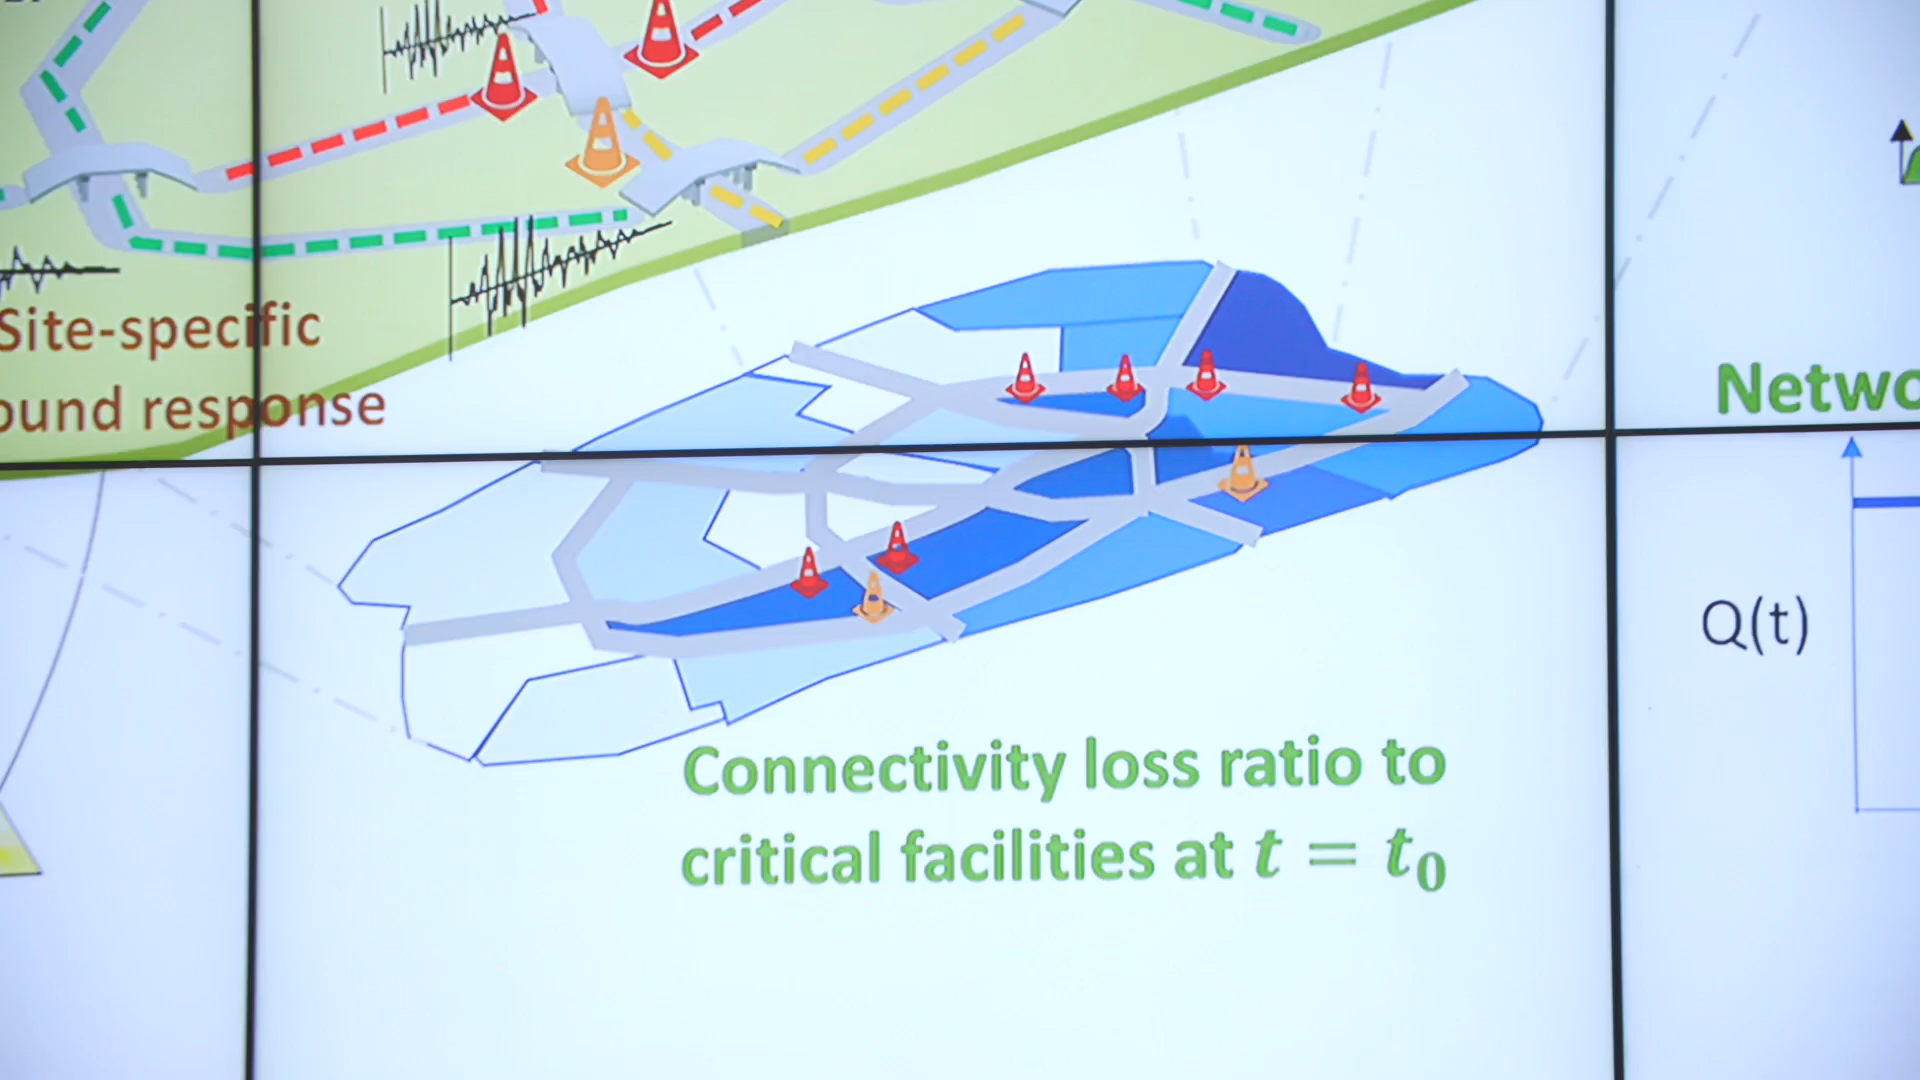 Site-specific
ound response
Connectivity loss ratio to
critical facilities at t = t₀
Netwo
Q(t)